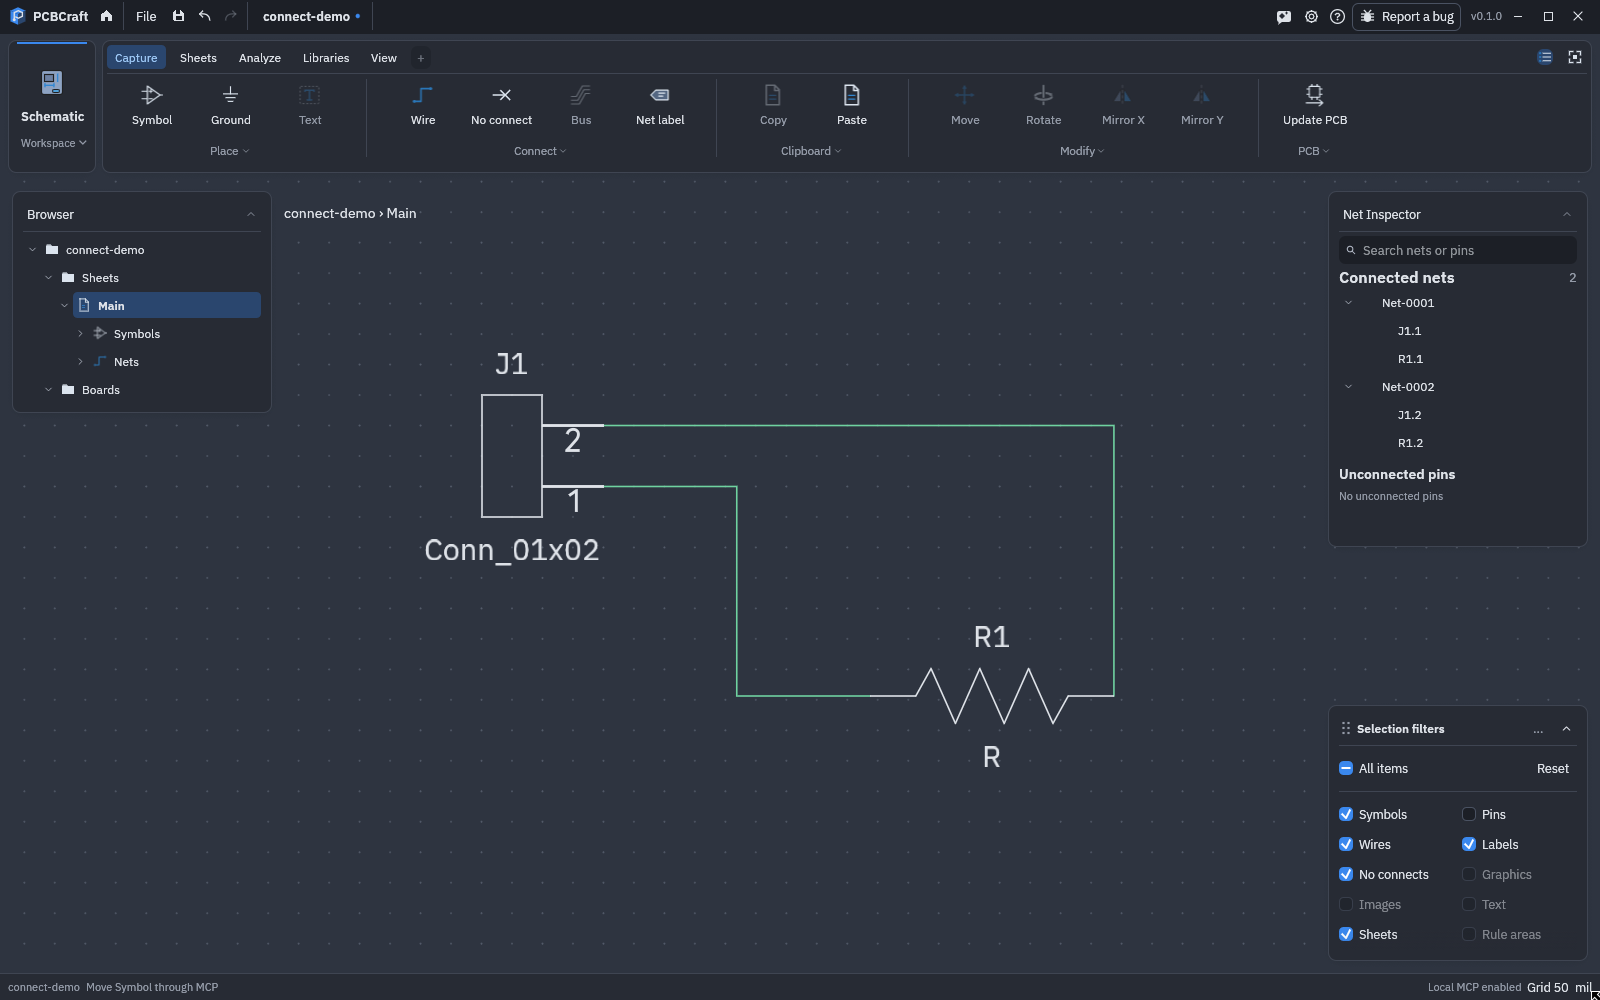 PCBCraft File connect-demo Report a bug v0.1.0
Capture Sheets Analyze Libraries View +
Schematic
Workspace
Symbol Ground Text Wire No connect Bus Net label Copy Paste Move Rotate Mirror X Mirror Y Update PCB
Place Connect Clipboard Modify PCB
Browser
connect-demo
Sheets
Main
Symbols
Nets
Boards
connect-demo › Main
J1
2
1
Conn_01x02
R1
R
Net Inspector
Search nets or pins
Connected nets 2
Net-0001
J1.1
R1.1
Net-0002
J1.2
R1.2
Unconnected pins
No unconnected pins
Selection filters ...
All items Reset
Symbols Pins
Wires Labels
No connects Graphics
Images Text
Sheets Rule areas
connect-demo Move Symbol through MCP Local MCP enabled Grid 50 mil